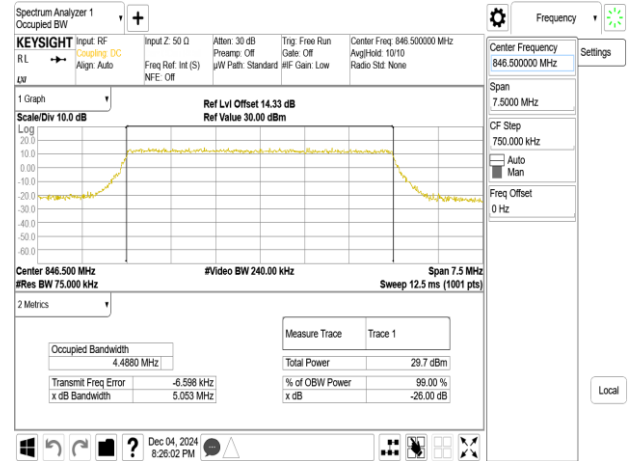 Spectrum Analyzer 1
Occupied BW
Frequency
KEYSIGHT Input: RF Input Z: 50 Ω Atten: 30 dB Trig: Free Run Center Freq: 846.500000 MHz
Coupling: DC Preamp: Off Gate: Off Avg|Hold: 10/10
RL Align: Auto Freq Ref: Int (S) µW Path: Standard #IF Gain: Low Radio Std: None
NFE: Off
LXI
Center Frequency
846.500000 MHz
Settings
Span
7.5000 MHz
CF Step
750.000 kHz
Auto
Man
Freq Offset
0 Hz
Local
1 Graph
Ref Lvl Offset 14.33 dB
Scale/Div 10.0 dB Ref Value 30.00 dBm
Log
20.0
10.0
0.00
-10.0
-20.0
-30.0
-40.0
-50.0
-60.0
Center 846.500 MHz #Video BW 240.00 kHz Span 7.5 MHz
#Res BW 75.000 kHz Sweep 12.5 ms (1001 pts)
2 Metrics
Measure Trace Trace 1
Occupied Bandwidth
4.4880 MHz
Total Power 29.7 dBm
Transmit Freq Error -6.598 kHz % of OBW Power 99.00 %
x dB Bandwidth 5.053 MHz x dB -26.00 dB
Dec 04, 2024
8:26:02 PM